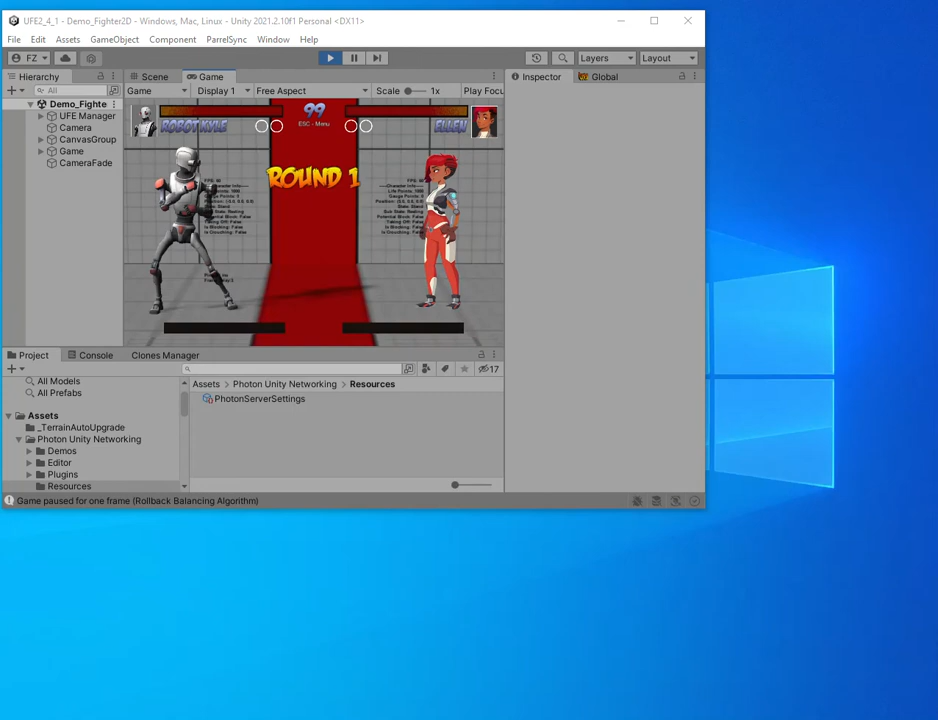 UFE2_4_1 - Demo_Fighter2D - Windows, Mac, Linux - Unity 2021.2.10f1 Personal <DX11>
File Edit Assets GameObject Component ParrelSync Window Help
FZ Layers Layout
Hierarchy Scene Game Inspector Global
All Game Display 1 Free Aspect Scale 1x Play Focu
Demo_Fighte
UFE Manager
Camera
CanvasGroup
Game
CameraFade
99
ESC - Menu
ROBOT KYLE ELLEN
ROUND 1
Project Console Clones Manager
17
All Models
All Prefabs
Assets
_TerrainAutoUpgrade
Photon Unity Networking
Demos
Editor
Plugins
Resources
Assets > Photon Unity Networking > Resources
PhotonServerSettings
Game paused for one frame (Rollback Balancing Algorithm)